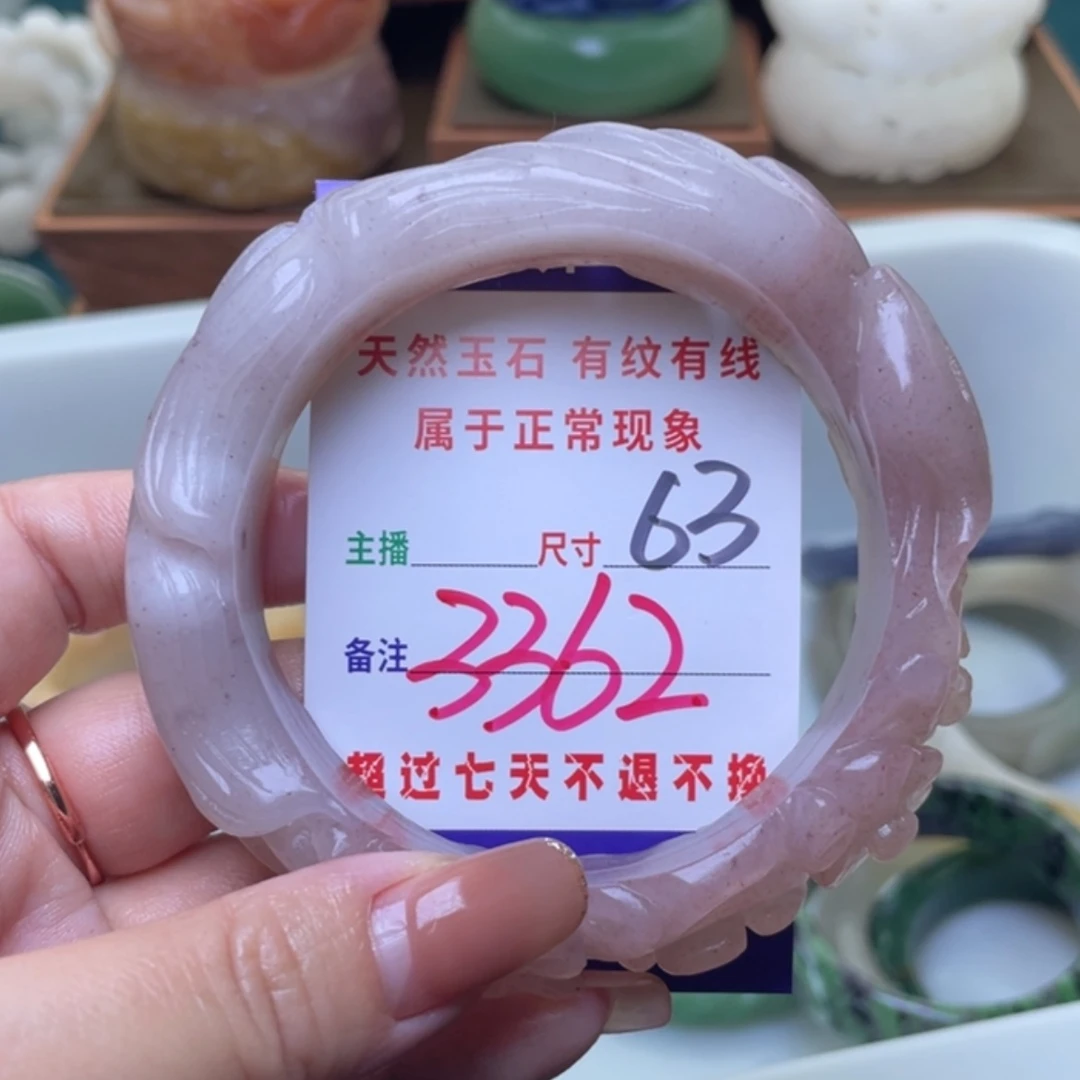 天然玉石 有纹有线
属于正常现象
主播 尺寸 63
备注 3362
超过七天不退不换